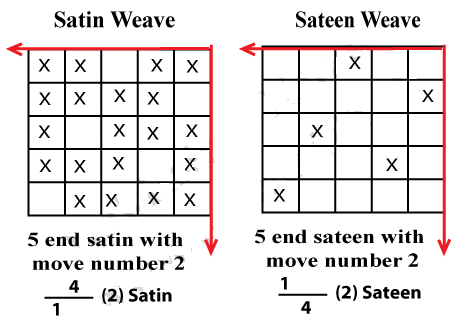 Satin Weave
X X X X
X X X X
X X X X
X X X X
X X X X
5 end satin with
move number 2
4
1
(2) Satin
Sateen Weave
X
X
X
X
X
5 end sateen with
move number 2
1
4
(2) Sateen